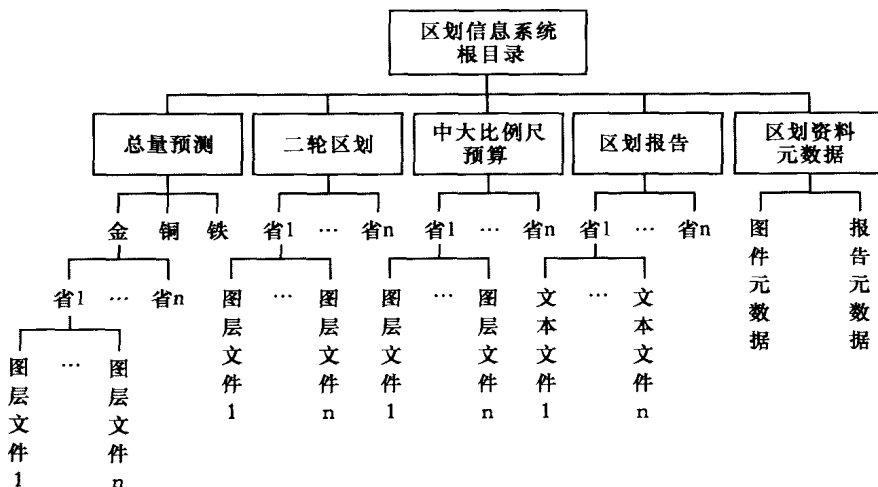 区划信息系统
根目录
总量预测
二轮区划
中大比例尺
预算
区划报告
区划资料
元数据
金 铜 铁
省1 … 省n
省1 … 省n
省1 … 省n
图件元数据
报告元数据
省1 … 省n
图层文件1
…
图层文件n
图层文件1
…
图层文件n
文本文件1
…
文本文件n
图层文件1
…
图层文件n